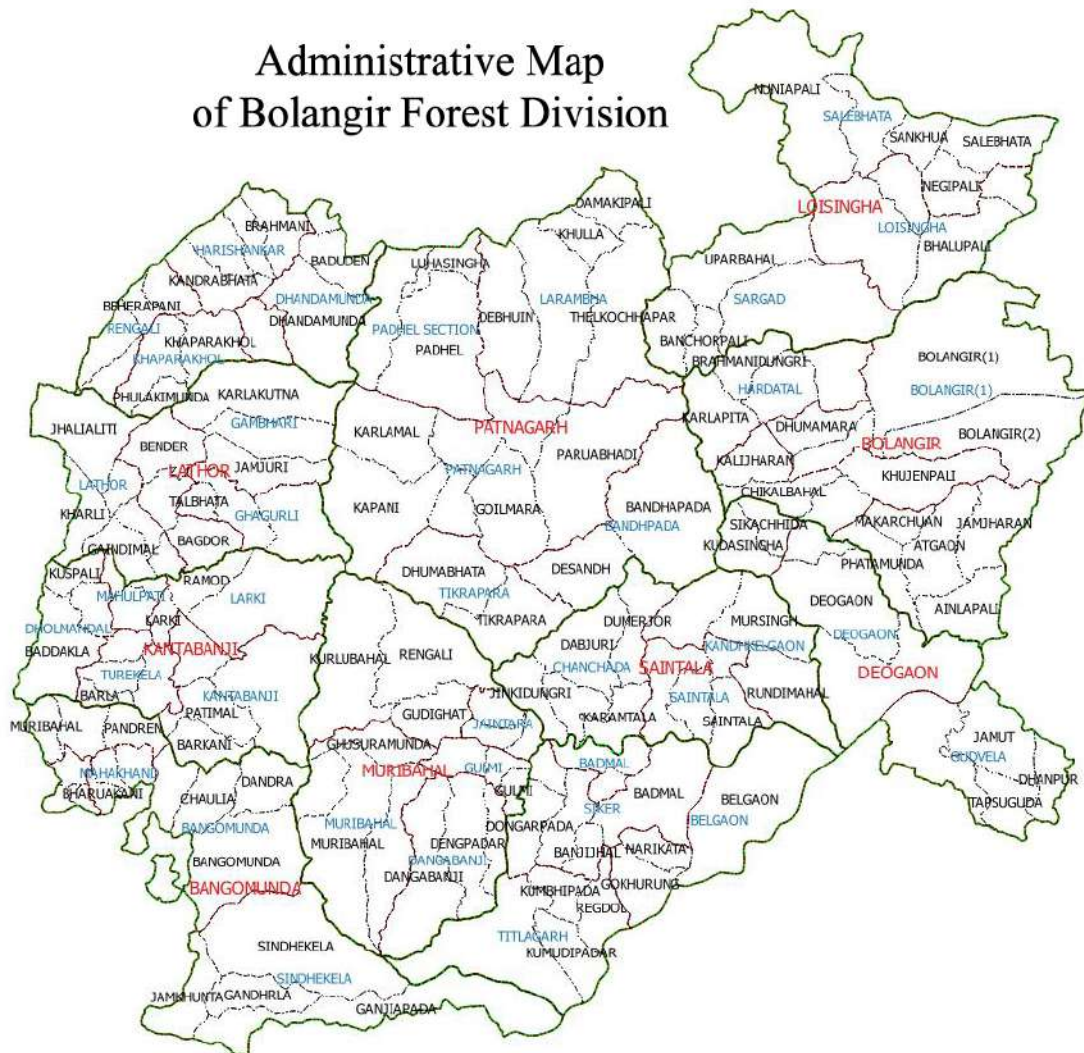 Administrative Map
of Bolangir Forest Division
NUNIAPALI
SALEBHATA
SANKHUA
SALEBHATA
NEGIPALI
LOISINGHA
LOISINGHA
BHALUPALI
DAMAKIPALI
KHULLA
BRAHMANI
HARISHANKAR
BADUDEN
KANDRABHATA
LUHASINGHA
UPARBAHAL
BEHERAPANI
DHANDAMUNDA
LARAMBHA
SARGAD
RENGALI
DHANDAMUNDA
PADHEL SECTION
DEBHUIN
THELKOCHHAPAR
KHAPARAKHOL
PADHEL
BANCHORPALI
KHAPARAKHOL
BRAHMANIDUNGRI
BOLANGIR(1)
PHULAKIMUNDA
KARLAKUTNA
HARDATAL
BOLANGIR(1)
JHALIALITI
GAMBHARI
KARLAMAL
PATNAGARH
KARLAPITA
DHUMAMARA
BOLANGIR(2)
BENDER
PARUABHADI
BOLANGIR
LATHOR
JAMJURI
PATNAGARH
KALIJHARAN
KHUJENPALI
LATHOR
TALBHATA
CHIKALBAHAL
KHARLI
GHAGURLI
KAPANI
GOILMARA
BANDHAPADA
BANDHPADA
SIKACHHIDA
MAKARCHUAN
JAMJHARAN
BAGDOR
GAINDIMAL
KUDASINGHA
ATGAON
KUSPALI
RAMOD
DHUMABHATA
DESANDH
PHATAMUNDA
MAHULPATI
LARKI
TIKRAPARA
DEOGAON
AINLAPALI
LARKI
TIKRAPARA
DUMERJOR
MURSINGH
DHOLMANDAL
DEOGAON
BADDAKLA
KANTABANJI
KURLUBAHAL
RENGALI
DABJURI
KANDHKELGAON
TUREKELA
CHANCHADA
SAINTALA
DEOGAON
BARLA
KANTABANJI
JINKIDUNGRI
SAINTALA
RUNDIMAHAL
PATIMAL
GUDIGHAT
JAINTARA
KARAMTALA
SAINTALA
MURIBAHAL
PANDREN
BARKANI
GHUSURAMUNDA
JAMUT
GUDVELA
MAHAKHAND
MURIBAHAL
GULMI
BADMAL
DHANPUR
BHARUAKANI
DANDRA
GULMI
BADMAL
BELGAON
TAPSUGUDA
CHAULIA
SIKER
BANGOMUNDA
MURIBAHAL
DONGARPADA
BELGAON
MURIBAHAL
DENGPADAR
NARIKATA
BANGOMUNDA
DANGABANJI
BANJIJHAL
DANGABANJI
BANGOMUNDA
KUMBHIPADA
GOKHURUNG
REGDOL
SINDHEKELA
TITLAGARH
KUMUDIPADAR
SINDHEKELA
JAMKHUNTA
GANDHRLA
GANJIAPADA